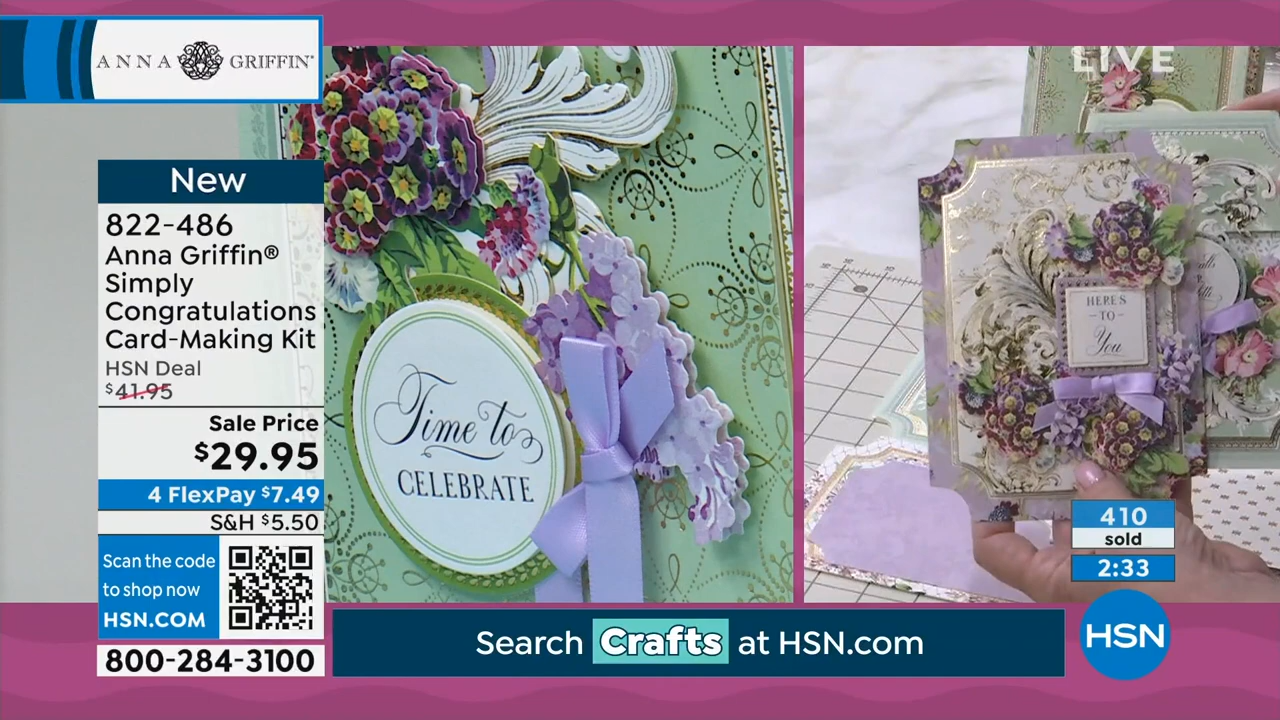 ANNA GRIFFIN
New
822-486
Anna Griffin®
Simply
Congratulations
Card-Making Kit
HSN Deal
$41.95
Sale Price
$29.95
4 FlexPay $7.49
S&H $5.50
Scan the code
to shop now
HSN.COM
800-284-3100
Time to
CELEBRATE
LIVE
HERE'S
-TO-
You
410
sold
2:33
Search Crafts at HSN.com
HSN